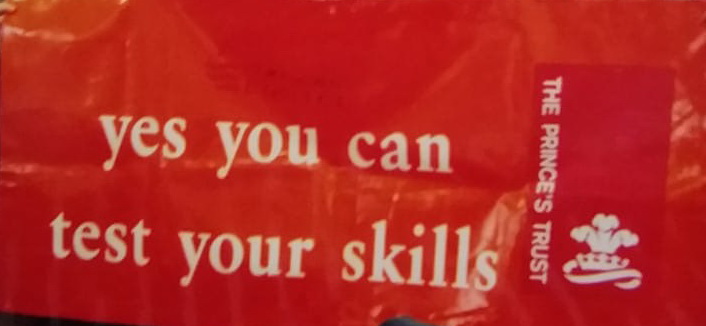 yes you can
test your skills
THE PRINCE'S TRUST